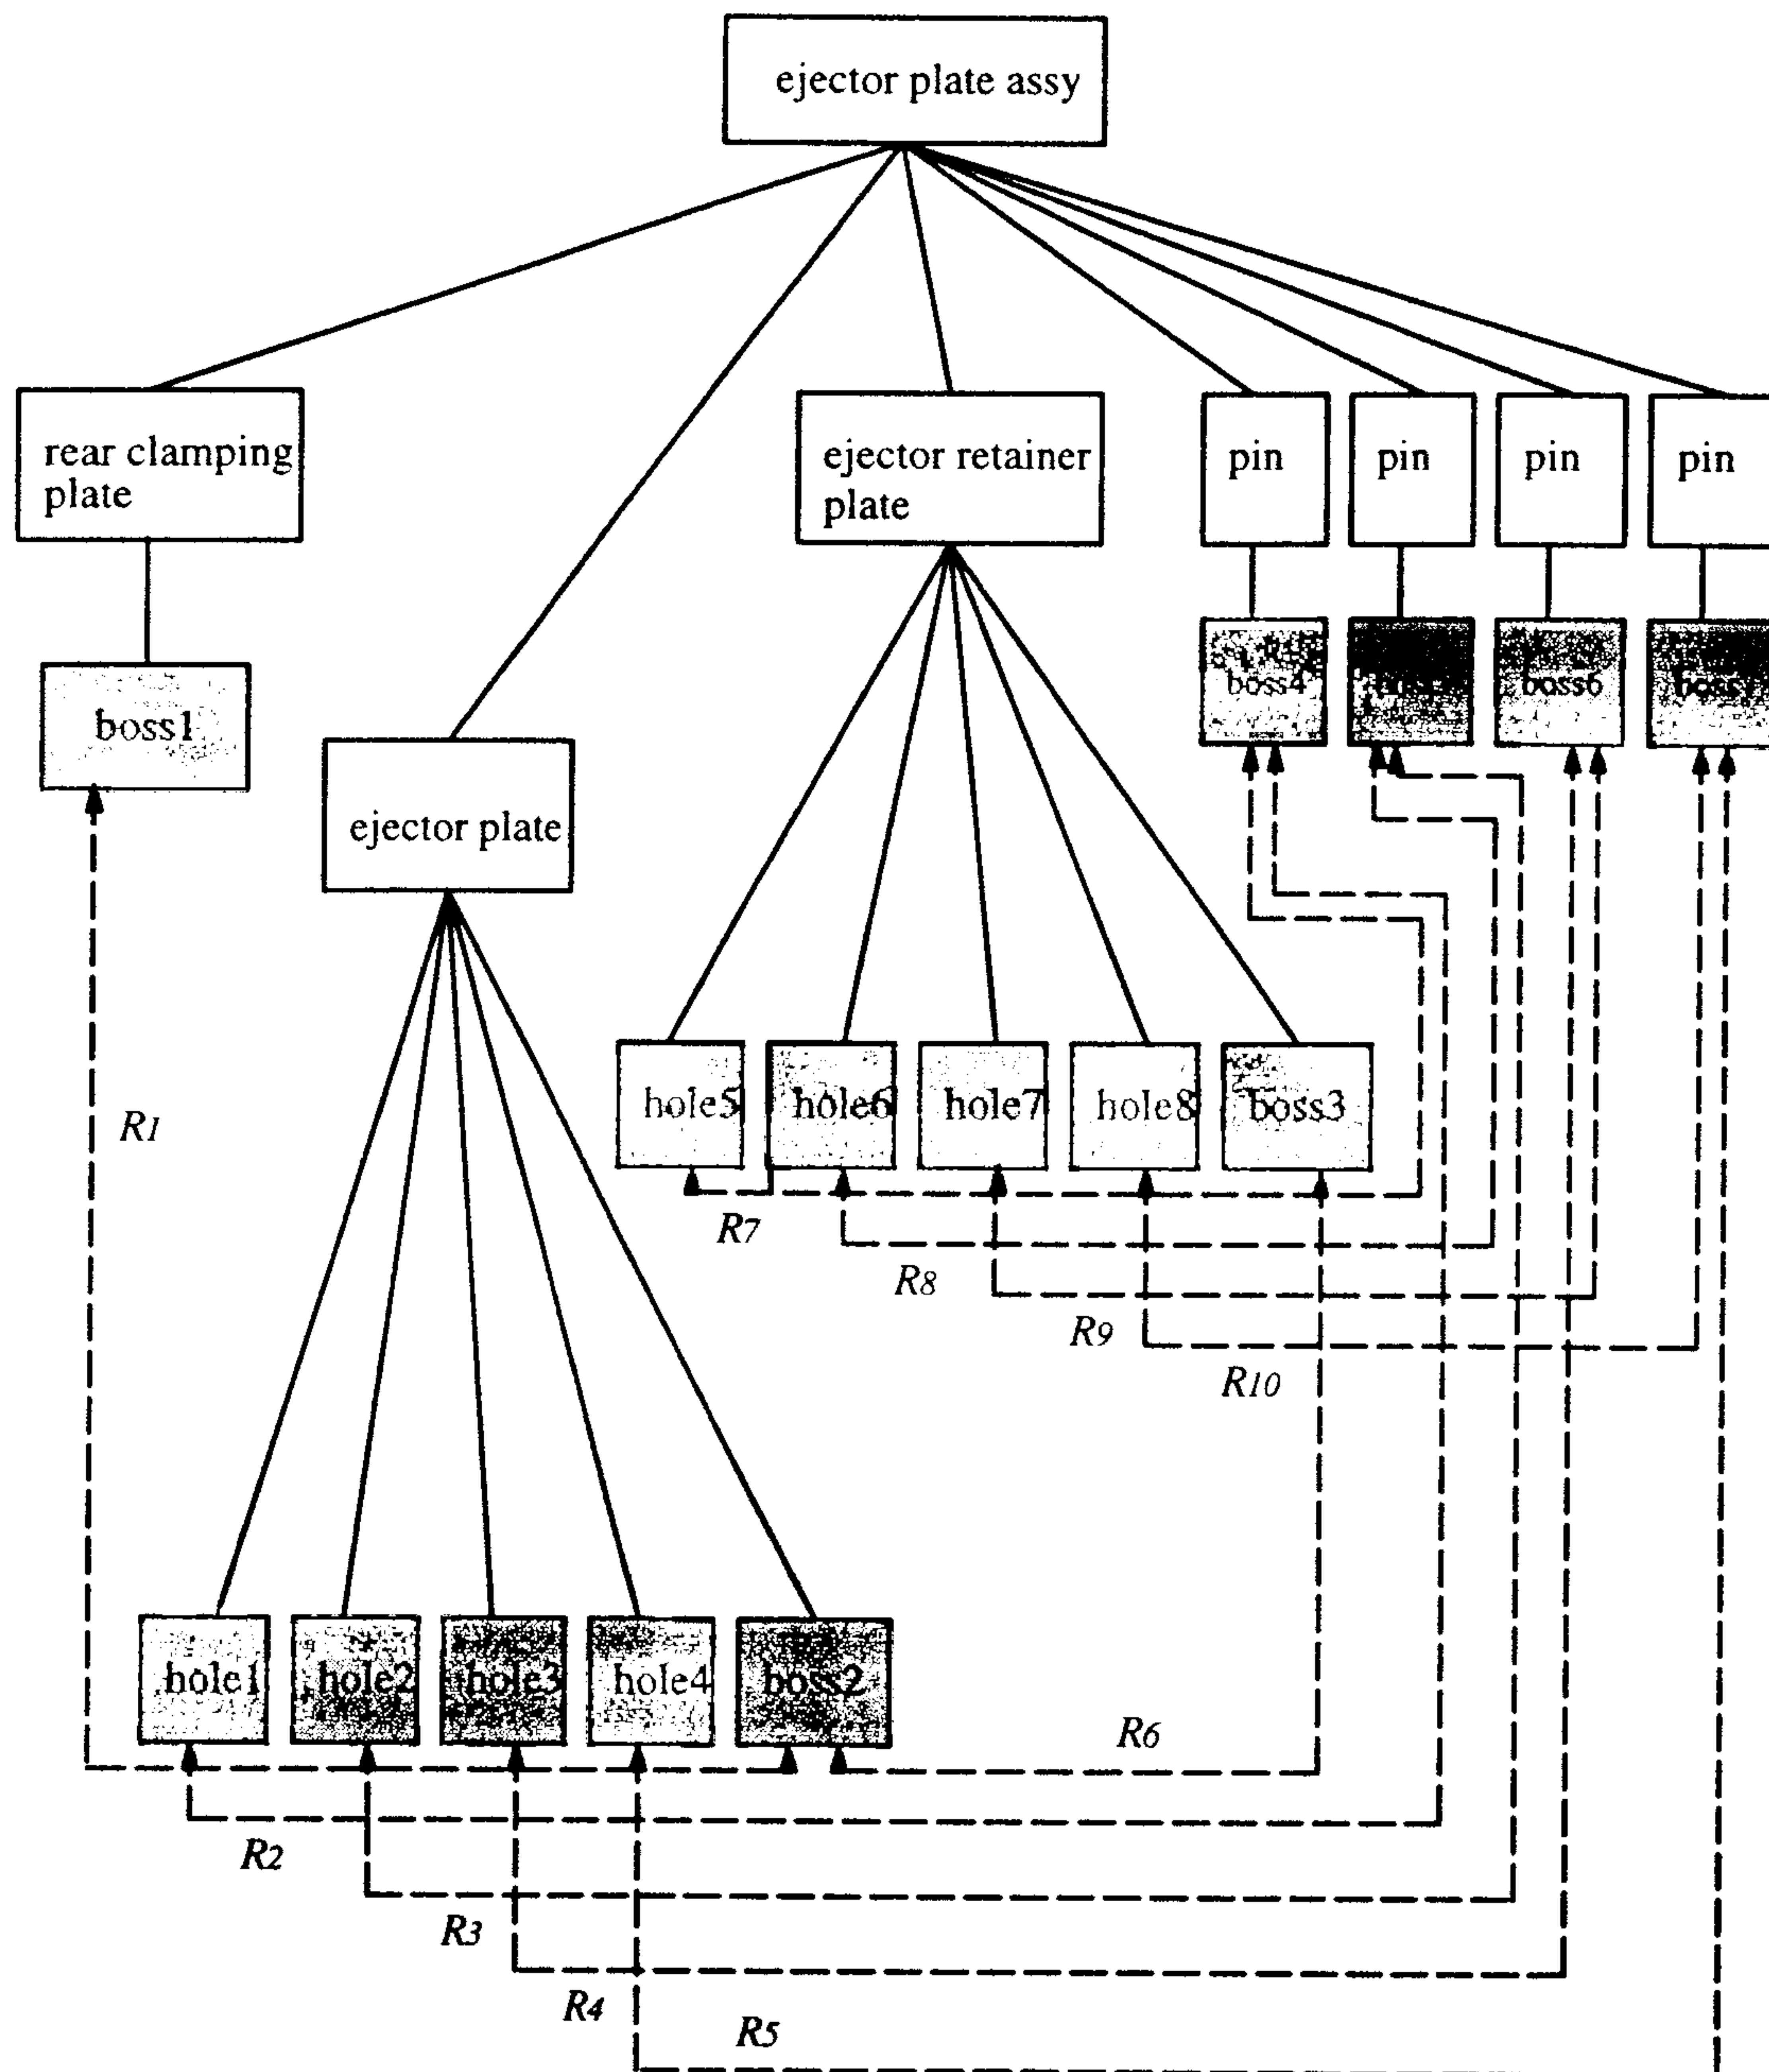 ejector plate assy
rear clamping
plate
ejector retainer
plate
pin
pin
pin
pin
boss4
boss6
boss1
ejector plate
hole5
hole6
hole7
hole8
boss3
R1
R7
R8
R9
R10
hole1
hole2
hole3
hole4
boss2
R6
R2
R3
R4
R5